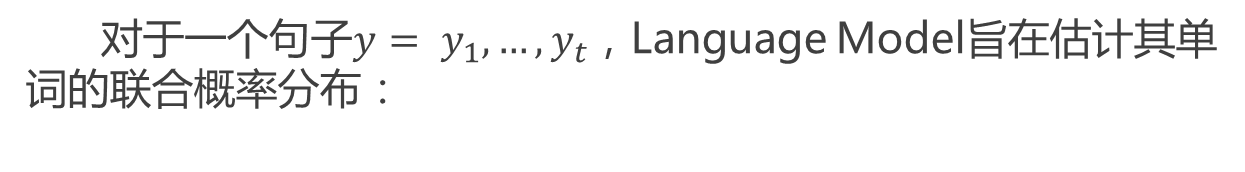 对于一个句子y = y₁, … , yₜ，Language Model旨在估计其单
词的联合概率分布：